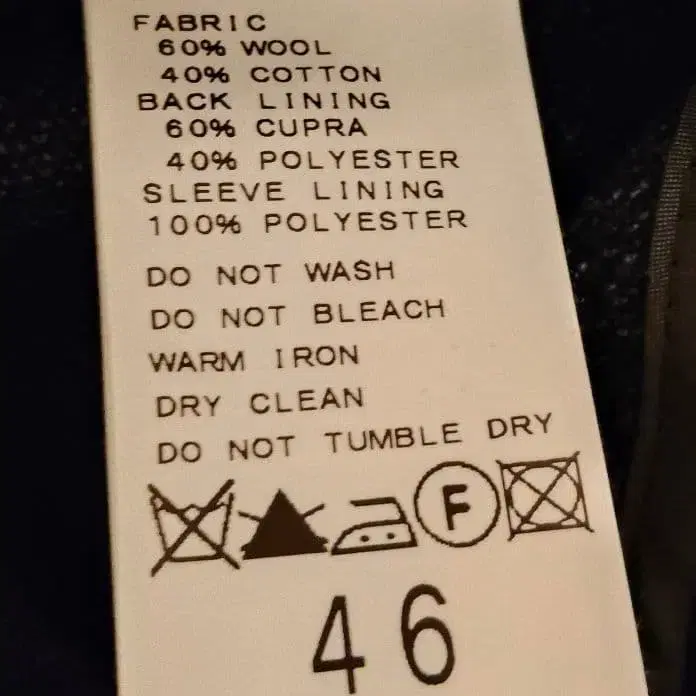 FABRIC
60% WOOL
40% COTTON
BACK LINING
60% CUPRA
40% POLYESTER
SLEEVE LINING
100% POLYESTER
DO NOT WASH
DO NOT BLEACH
WARM IRON
DRY CLEAN
DO NOT TUMBLE DRY
F
46